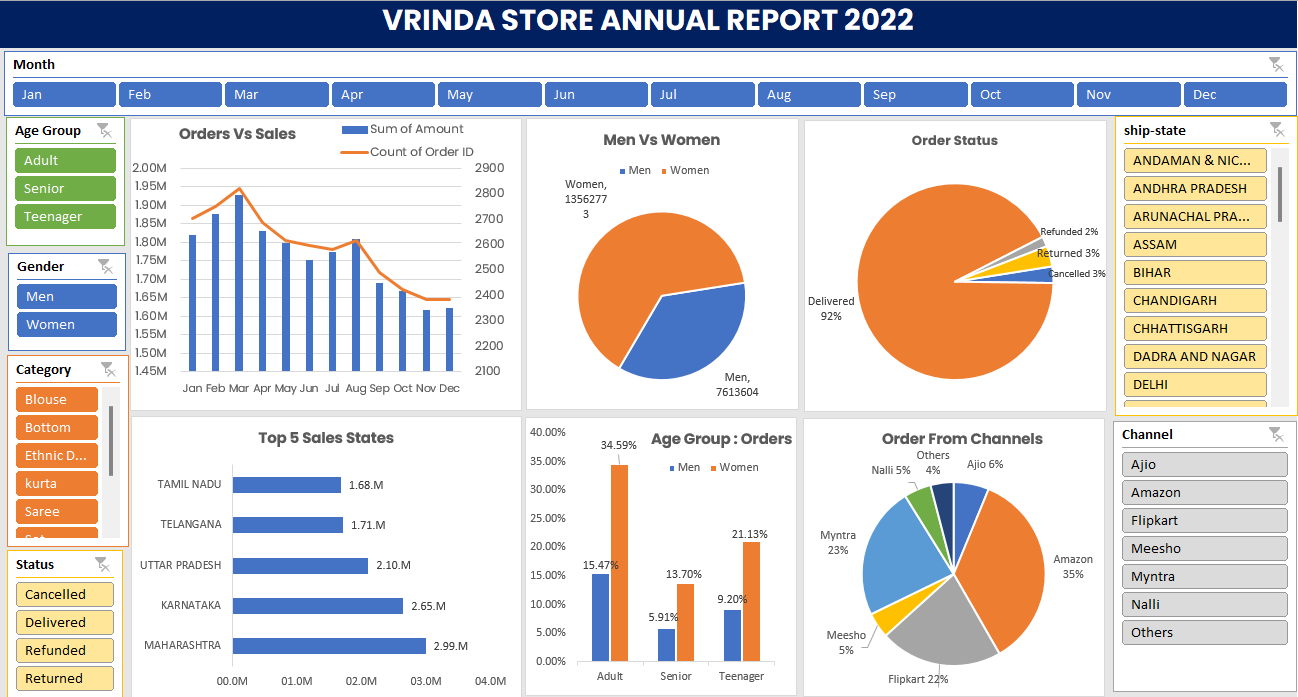 VRINDA STORE ANNUAL REPORT 2022
Month
Jan
Feb
Mar
Apr
May
Jun
Jul
Aug
Sep
Oct
Nov
Dec
Age Group
Adult
Senior
Teenager
Gender
Men
Women
Category
Blouse
Bottom
Ethnic D...
kurta
Saree
Set
Status
Cancelled
Delivered
Refunded
Returned
Orders Vs Sales
Sum of Amount
Count of Order ID
2.00M
1.95M
1.90M
1.85M
1.80M
1.75M
1.70M
1.65M
1.60M
1.55M
1.50M
1.45M
2900
2800
2700
2600
2500
2400
2300
2200
2100
Jan Feb Mar Apr May Jun Jul Aug Sep Oct Nov Dec
Men Vs Women
Men Women
Women,
1356277
3
Men,
7613604
Order Status
Refunded 2%
Returned 3%
Cancelled 3%
Delivered
92%
ship-state
ANDAMAN & NIC...
ANDHRA PRADESH
ARUNACHAL PRA...
ASSAM
BIHAR
CHANDIGARH
CHHATTISGARH
DADRA AND NAGAR
DELHI
Top 5 Sales States
TAMIL NADU 1.68.M
TELANGANA 1.71.M
UTTAR PRADESH 2.10.M
KARNATAKA 2.65.M
MAHARASHTRA 2.99.M
00.0M 01.0M 02.0M 03.0M 04.0M
Age Group : Orders
Men Women
40.00%
35.00%
30.00%
25.00%
20.00%
15.00%
10.00%
5.00%
0.00%
34.59%
15.47%
13.70%
5.91%
21.13%
9.20%
Adult Senior Teenager
Order From Channels
Others
4%
Ajio 6%
Nalli 5%
Myntra
23%
Amazon
35%
Meesho
5%
Flipkart 22%
Channel
Ajio
Amazon
Flipkart
Meesho
Myntra
Nalli
Others